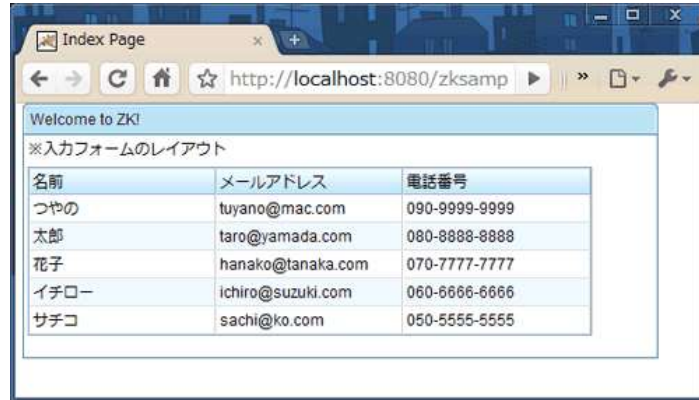 Index Page
http://localhost:8080/zksamp
Welcome to ZK!
※入力フォームのレイアウト
名前 メールアドレス 電話番号
つやの tuyano@mac.com 090-9999-9999
太郎 taro@yamada.com 080-8888-8888
花子 hanako@tanaka.com 070-7777-7777
イチロー ichiro@suzuki.com 060-6666-6666
サチコ sachi@ko.com 050-5555-5555